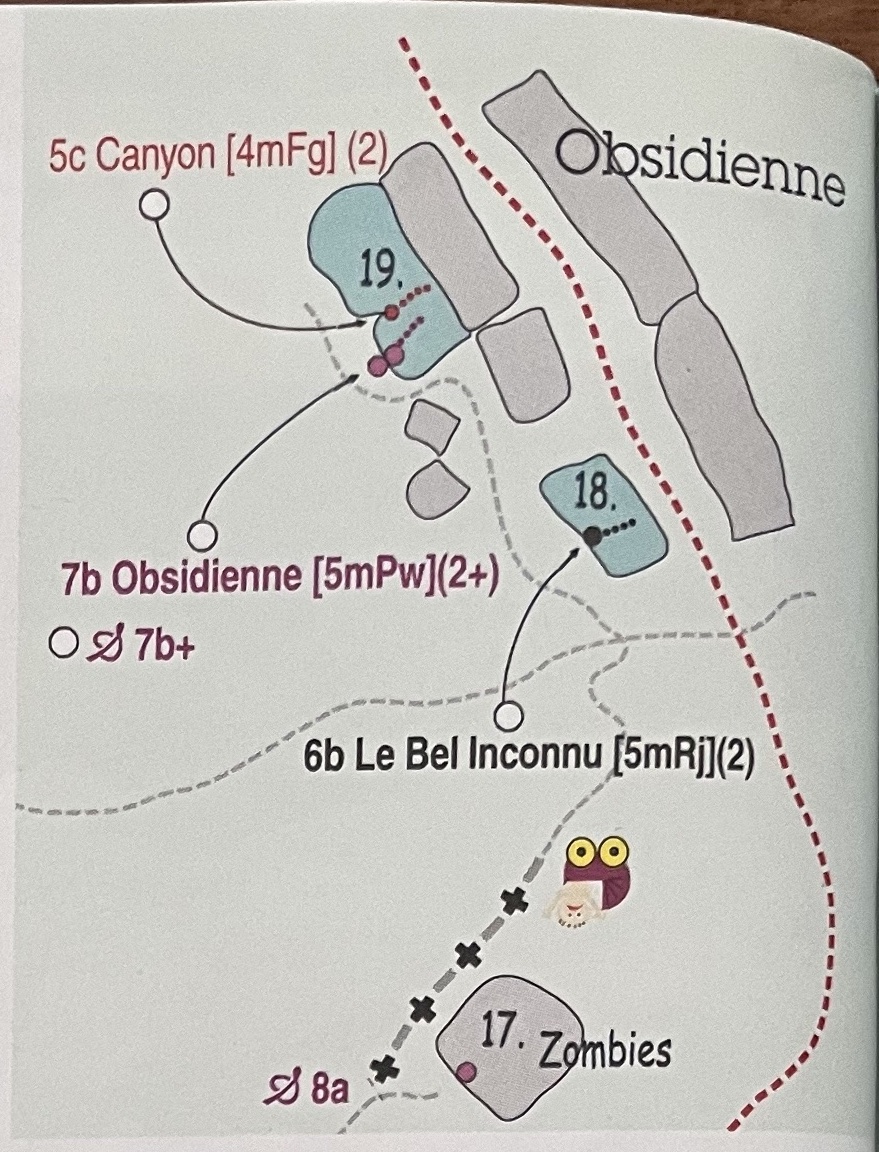 Obsidienne
5c Canyon [4mFg] (2)
19.
18.
7b Obsidienne [5mPw](2+)
7b+
6b Le Bel Inconnu [5mRj](2)
17. Zombies
8a